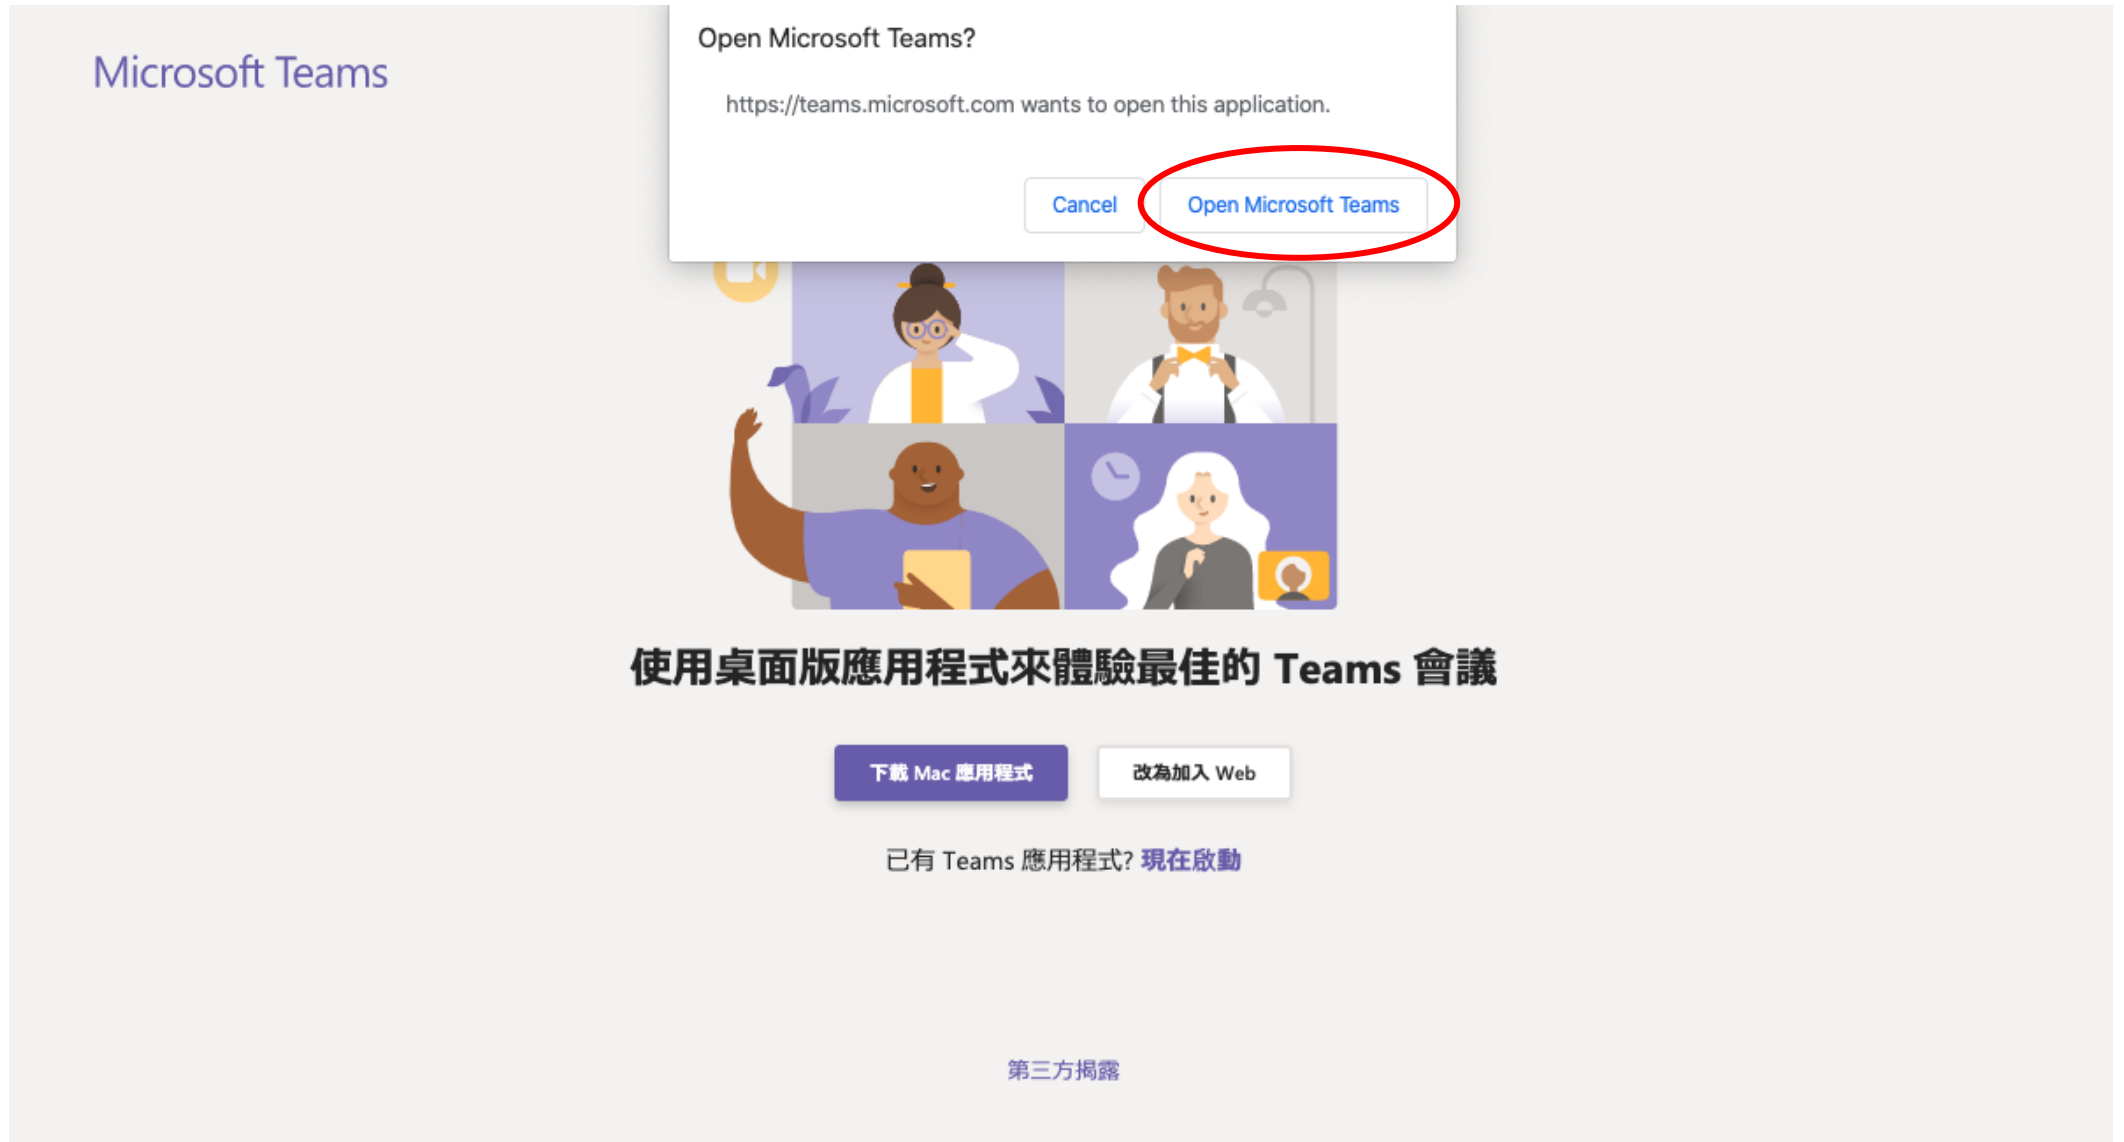 Microsoft Teams
Open Microsoft Teams?
https://teams.microsoft.com wants to open this application.
Cancel
Open Microsoft Teams
使用桌面版應用程式來體驗最佳的 Teams 會議
下載 Mac 應用程式
改為加入 Web
已有 Teams 應用程式? 現在啟動
第三方揭露